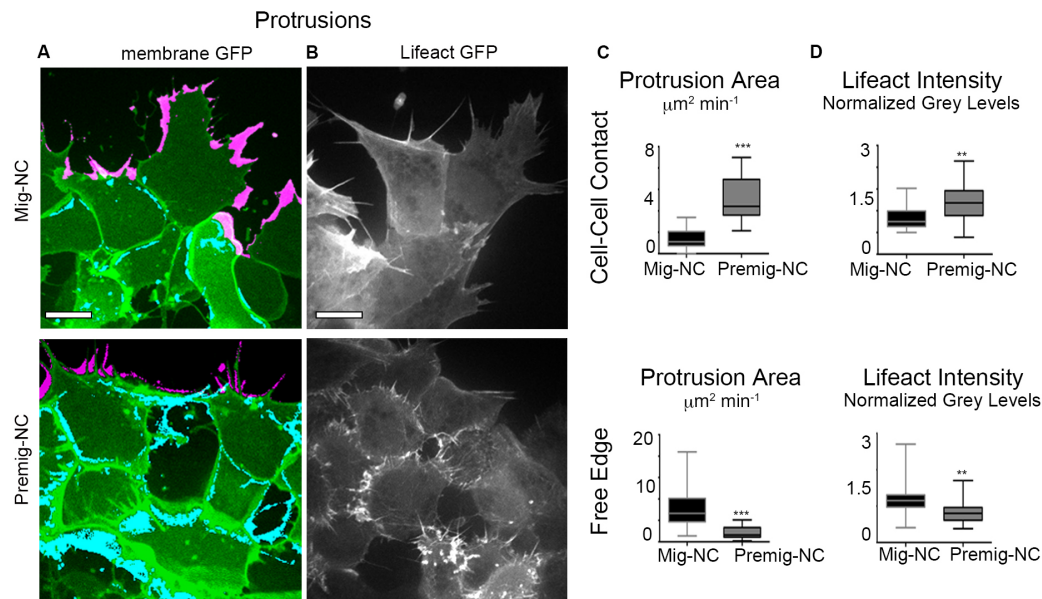 Protrusions
A membrane GFP B Lifeact GFP C D
Mig-NC
Premig-NC
Protrusion Area
μm² min⁻¹
Cell-Cell Contact
8
***
4
0
Mig-NC Premig-NC
Lifeact Intensity
Normalized Grey Levels
3
**
1.5
0
Mig-NC Premig-NC
Protrusion Area
μm² min⁻¹
Free Edge
20
10
***
0
Mig-NC Premig-NC
Lifeact Intensity
Normalized Grey Levels
3
**
1.5
0
Mig-NC Premig-NC